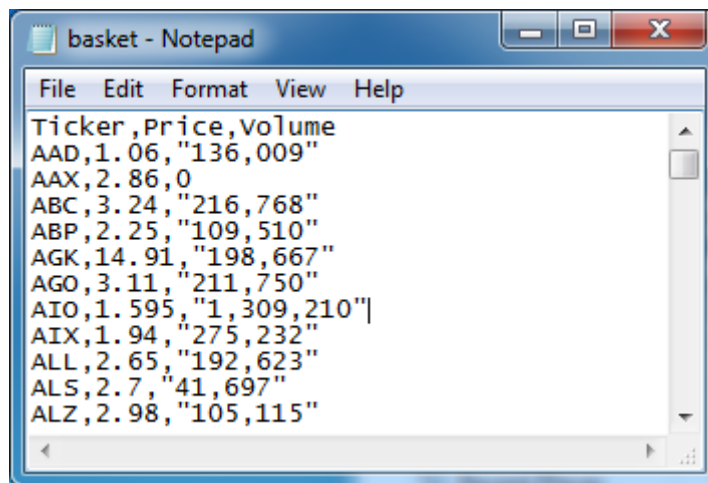 basket - Notepad
File Edit Format View Help
Ticker,Price,Volume
AAD,1.06,"136,009"
AAX,2.86,0
ABC,3.24,"216,768"
ABP,2.25,"109,510"
AGK,14.91,"198,667"
AGO,3.11,"211,750"
AIO,1.595,"1,309,210"
AIX,1.94,"275,232"
ALL,2.65,"192,623"
ALS,2.7,"41,697"
ALZ,2.98,"105,115"